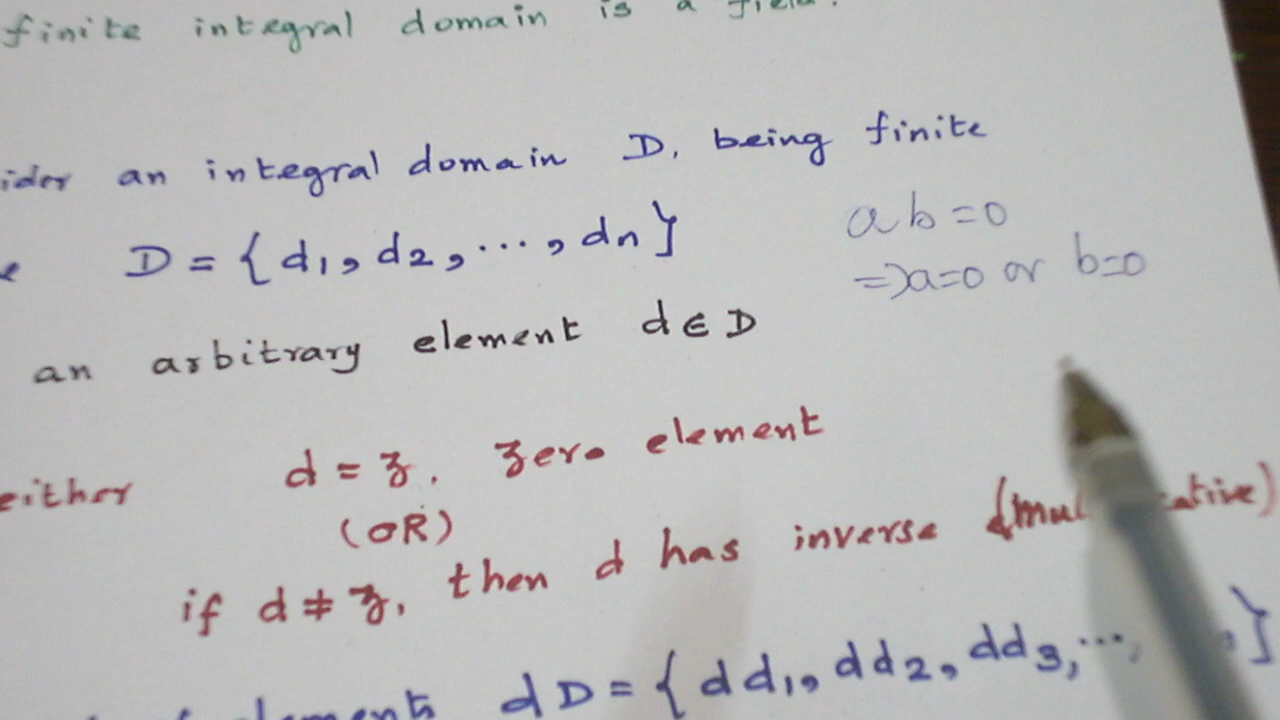 finite integral domain is a field.
an integral domain D, being finite
D = { d1, d2, ..., dn }
ab = 0
⇒ a=0 or b=0
an arbitrary element d ∈ D
either d = z, zero element
(OR)
if d ≠ z, then d has inverse
dD = { dd1, dd2, dd3, ..., }